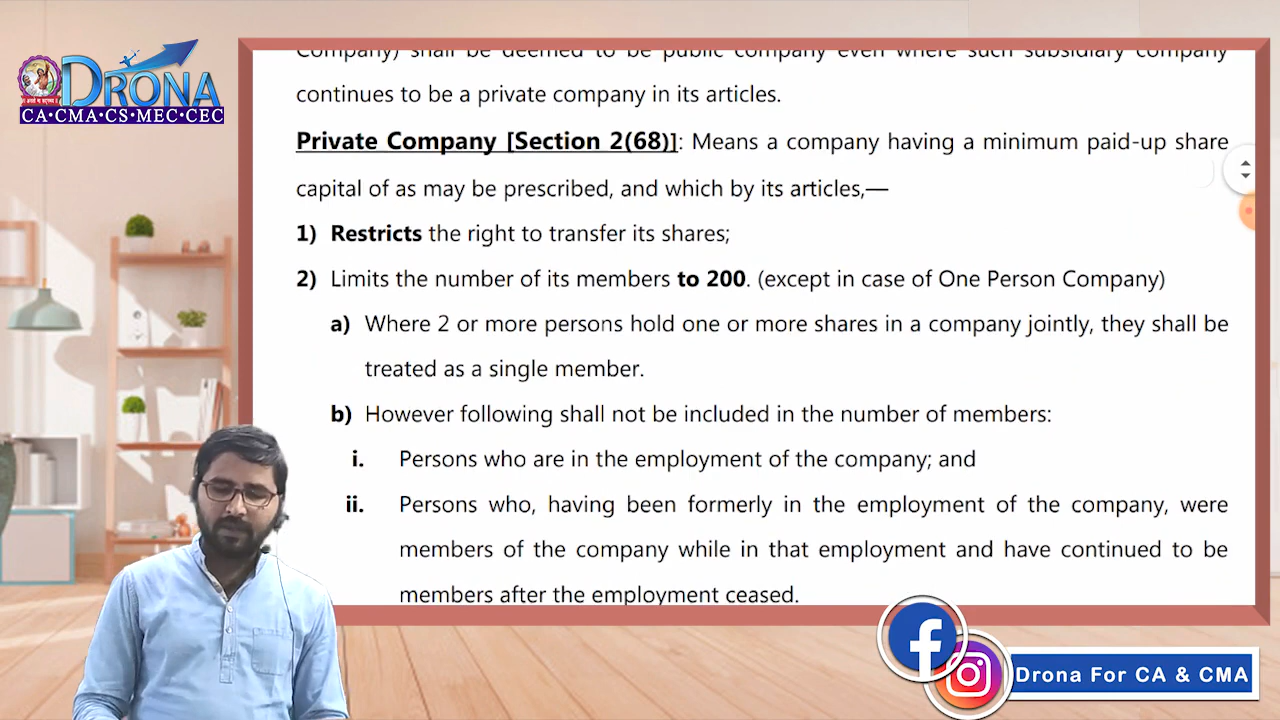 DRONA
CA•CMA•CS•MEC•CEC
Company) shall be deemed to be public company even where such subsidiary company
continues to be a private company in its articles.
Private Company [Section 2(68)]: Means a company having a minimum paid-up share
capital of as may be prescribed, and which by its articles,—
1) Restricts the right to transfer its shares;
2) Limits the number of its members to 200. (except in case of One Person Company)
a) Where 2 or more persons hold one or more shares in a company jointly, they shall be
treated as a single member.
b) However following shall not be included in the number of members:
i. Persons who are in the employment of the company; and
ii. Persons who, having been formerly in the employment of the company, were
members of the company while in that employment and have continued to be
members after the employment ceased.
Drona For CA & CMA